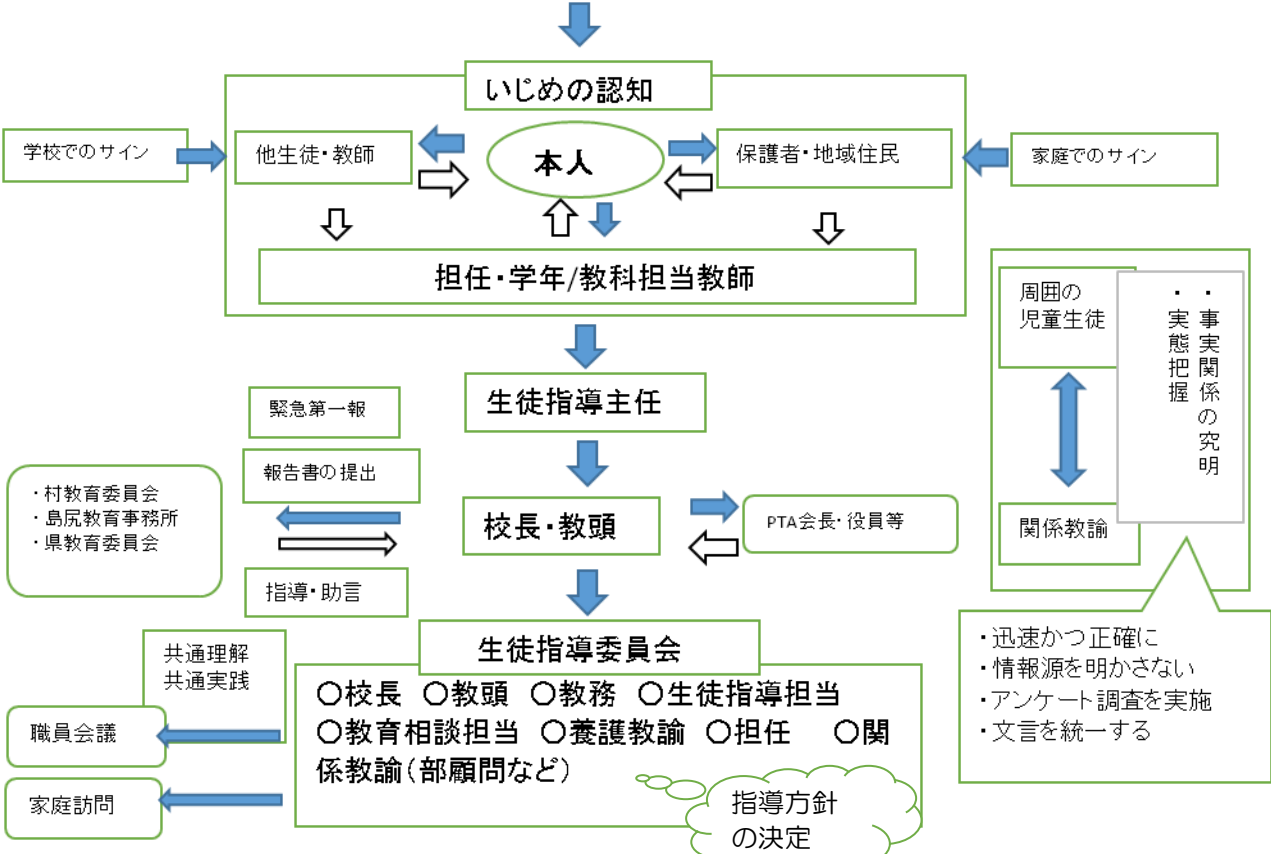 いじめの認知
学校でのサイン
他生徒・教師
本人
保護者・地域住民
家庭でのサイン
担任・学年/教科担当教師
生徒指導主任
緊急第一報
報告書の提出
・村教育委員会
・島尻教育事務所
・県教育委員会
校長・教頭
PTA会長・役員等
指導・助言
周囲の
児童生徒
・事実関係の究明
・実態把握
関係教諭
・迅速かつ正確に
・情報源を明かさない
・アンケート調査を実施
・文言を統一する
生徒指導委員会
〇校長 〇教頭 〇教務 〇生徒指導担当
〇教育相談担当 〇養護教諭 〇担任 〇関
係教諭(部顧問など)
共通理解
共通実践
職員会議
家庭訪問
指導方針
の決定